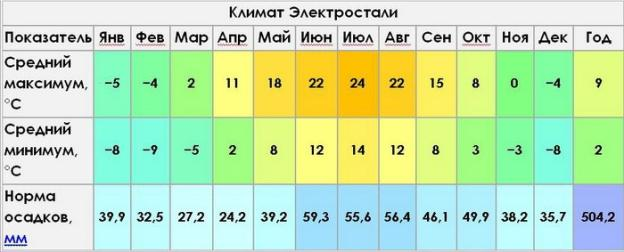 Климат Электростали
Показатель Янв Фев Мар Апр Май Июн Июл Авг Сен Окт Ноя Дек Год
Средний максимум, °C −5 −4 2 11 18 22 24 22 15 8 0 −4 9
Средний минимум, °C −8 −9 −5 2 8 12 14 12 8 3 −3 −8 2
Норма осадков, мм 39,9 32,5 27,2 24,2 39,2 59,3 55,6 56,4 46,1 49,9 38,2 35,7 504,2